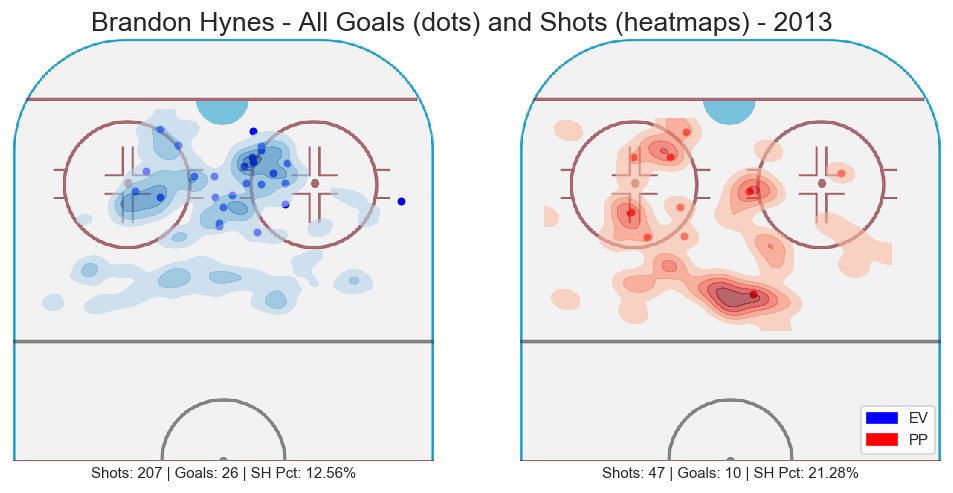 Brandon Hynes - All Goals (dots) and Shots (heatmaps) - 2013
EV
PP
Shots: 207 | Goals: 26 | SH Pct: 12.56%
Shots: 47 | Goals: 10 | SH Pct: 21.28%